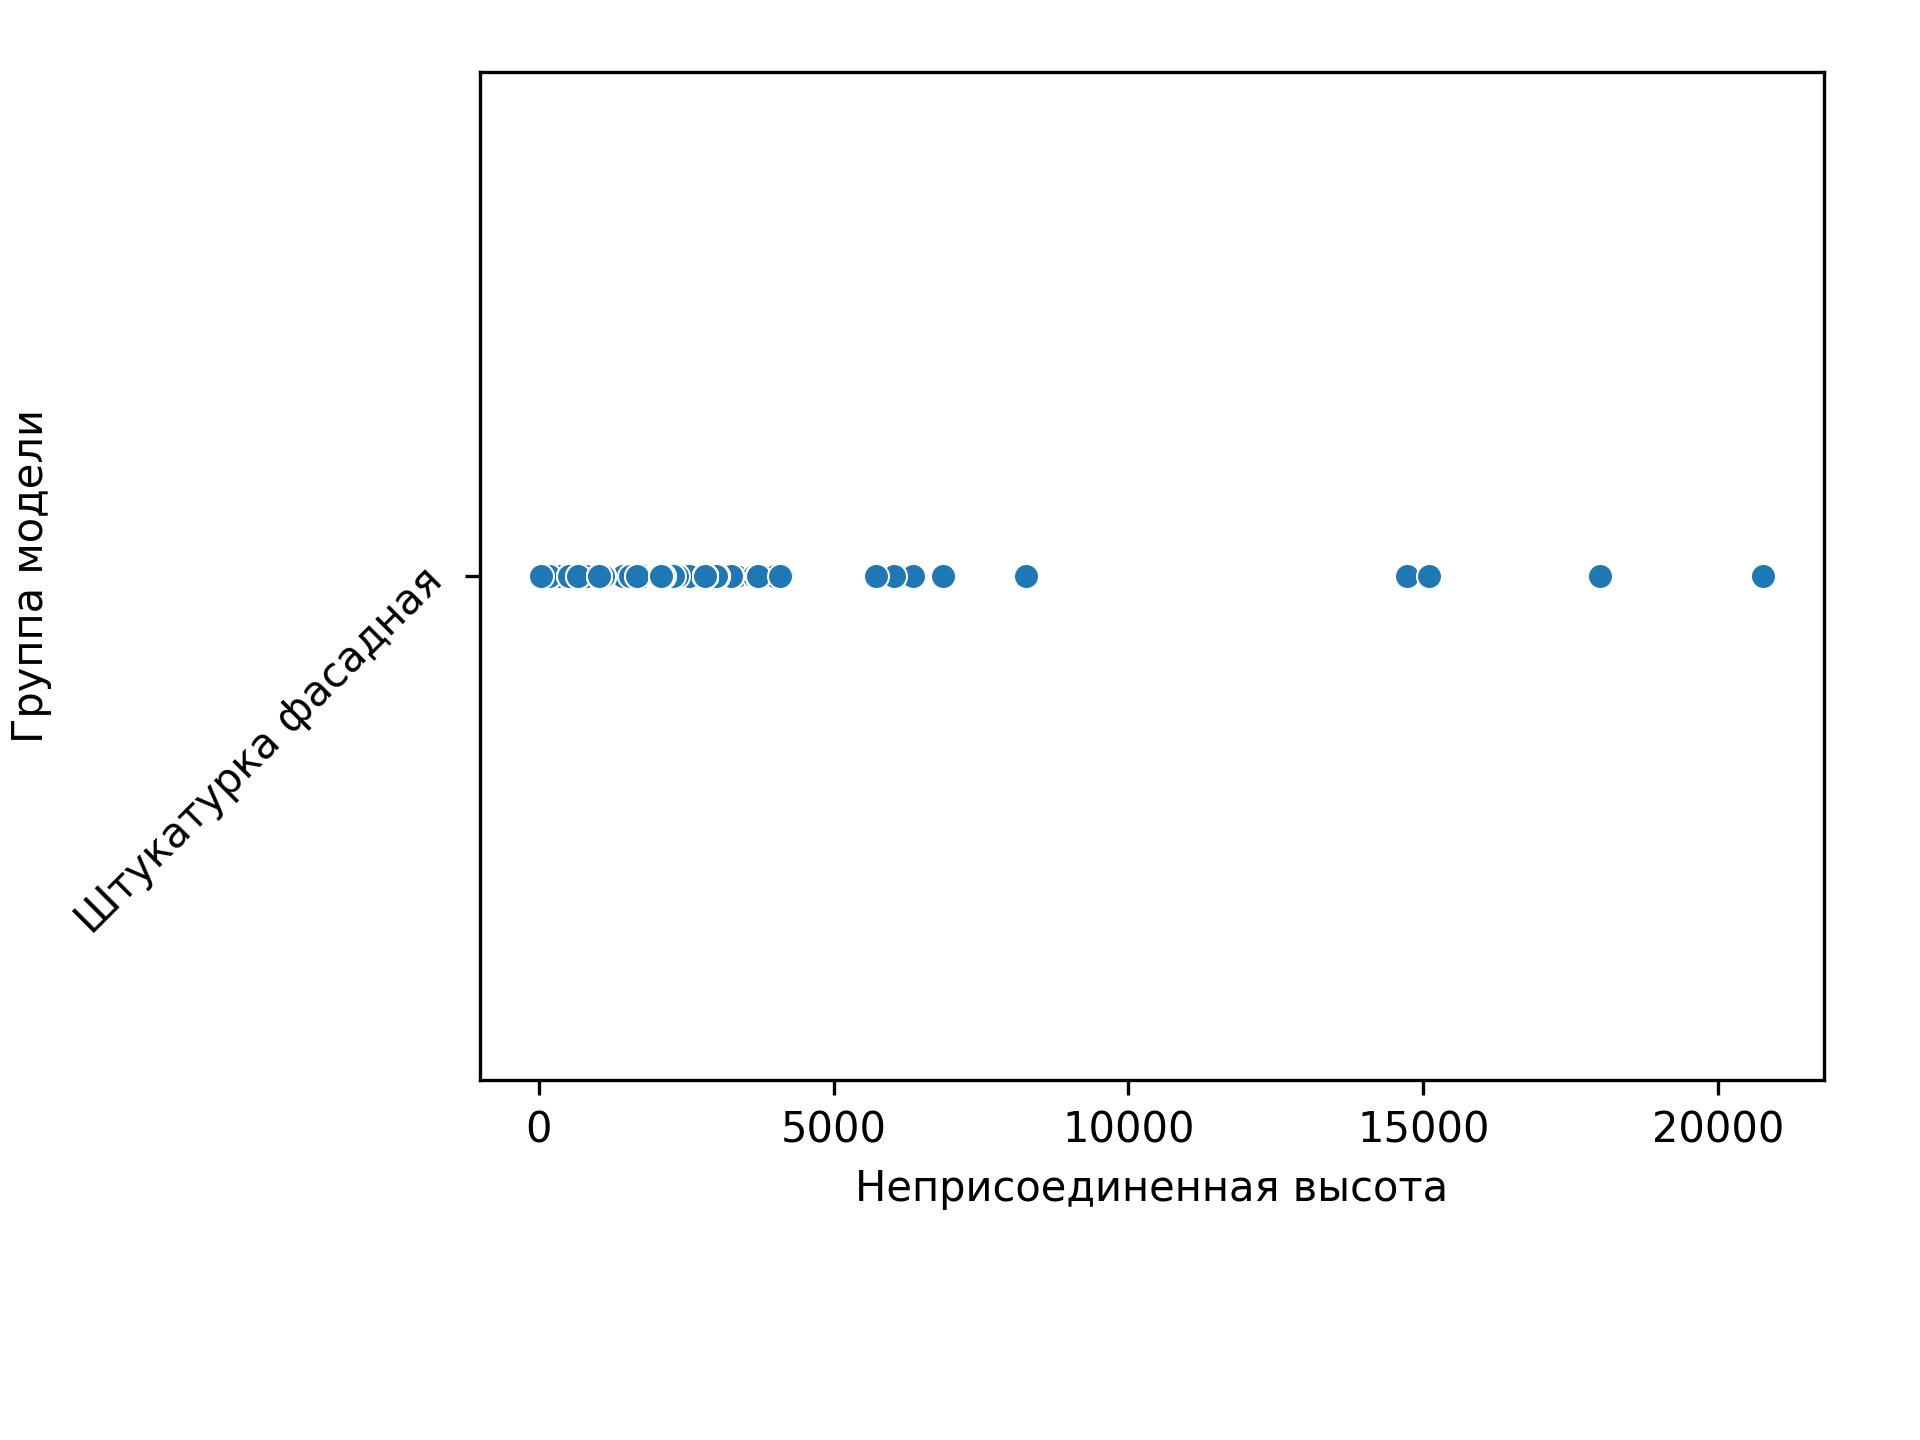 Группа модели
Штукатурка фасадная
0 5000 10000 15000 20000
Неприсоединенная высота